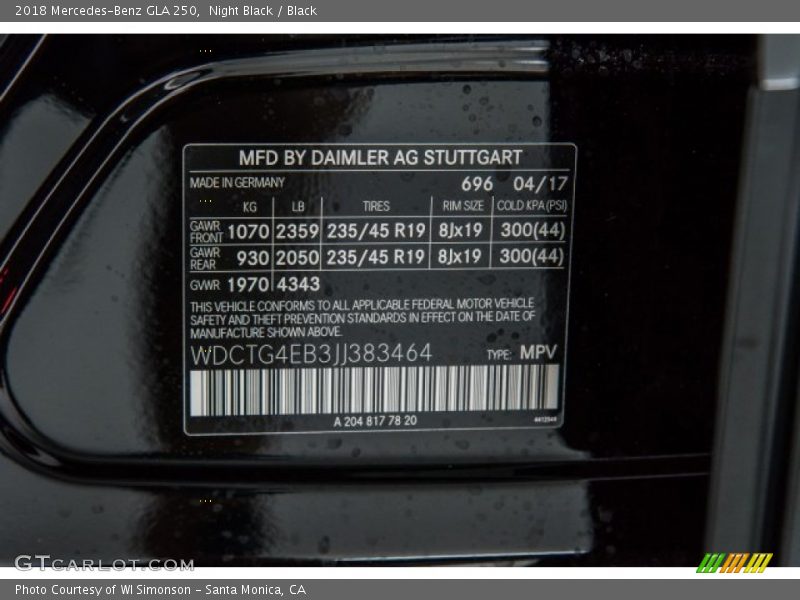 2018 Mercedes-Benz GLA 250,  Night Black / Black
MFD BY DAIMLER AG STUTTGART
MADE IN GERMANY 696 04/17
KG LB TIRES RIM SIZE COLD KPA (PSI)
GAWR FRONT 1070 2359 235/45 R19 8Jx19 300(44)
GAWR REAR 930 2050 235/45 R19 8Jx19 300(44)
GVWR 1970 4343
THIS VEHICLE CONFORMS TO ALL APPLICABLE FEDERAL MOTOR VEHICLE
SAFETY AND THEFT PREVENTION STANDARDS IN EFFECT ON THE DATE OF
MANUFACTURE SHOWN ABOVE.
WDCTG4EB3JJ383464 TYPE: MPV
A 204 817 78 20
GTCARLOT.COM
Photo Courtesy of WI Simonson - Santa Monica, CA